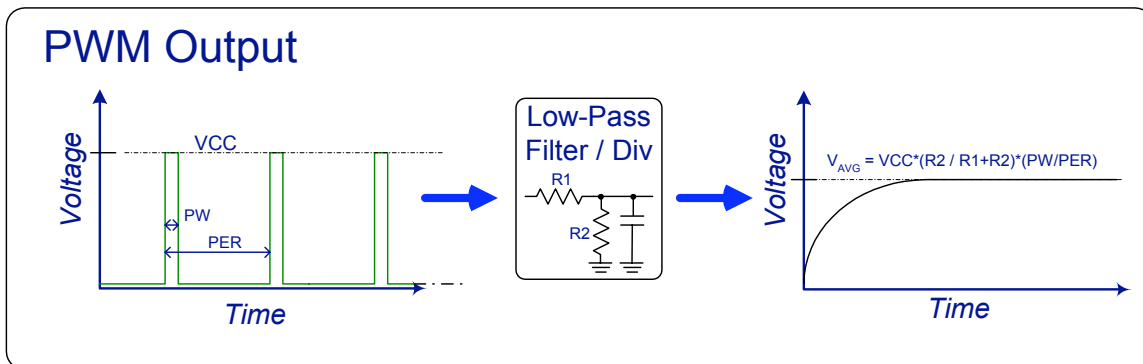 PWM Output
Voltage
VCC
PW
PER
Time
Low-Pass
Filter / Div
R1
R2
Voltage
V_AVG = VCC*(R2 / R1+R2)*(PW/PER)
Time